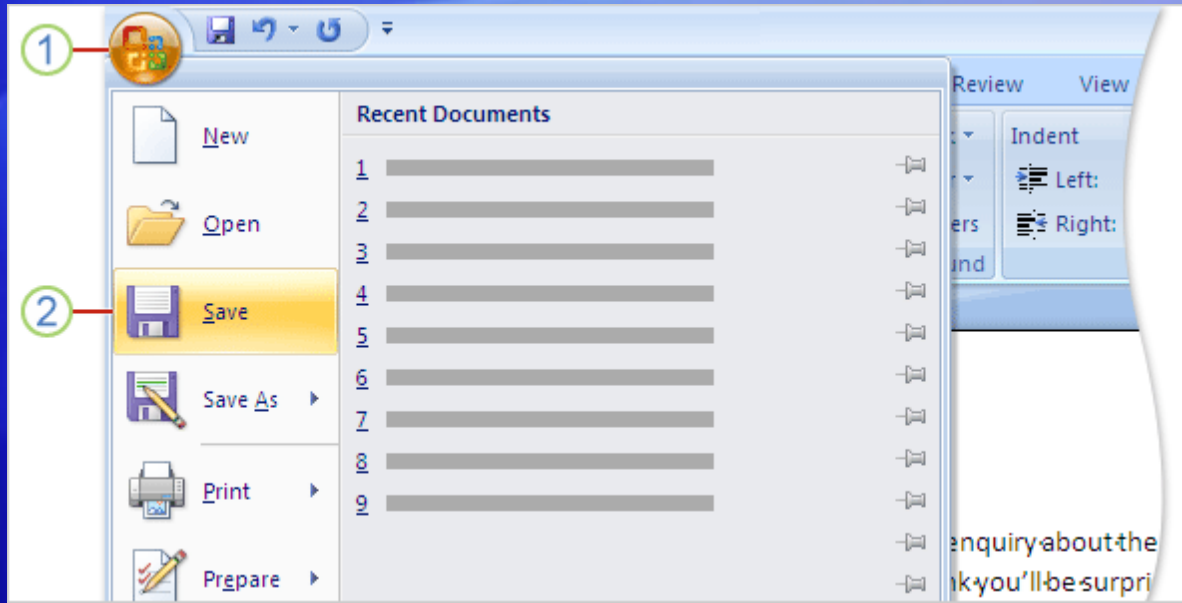 1
Review View
New
Recent Documents
1
2
3
4
5
6
7
8
9
Open
2
Save
Save As
Print
Prepare
Indent
Left:
ers
Right:
und
enquiry·about·the
nk·you'll·be·surpri